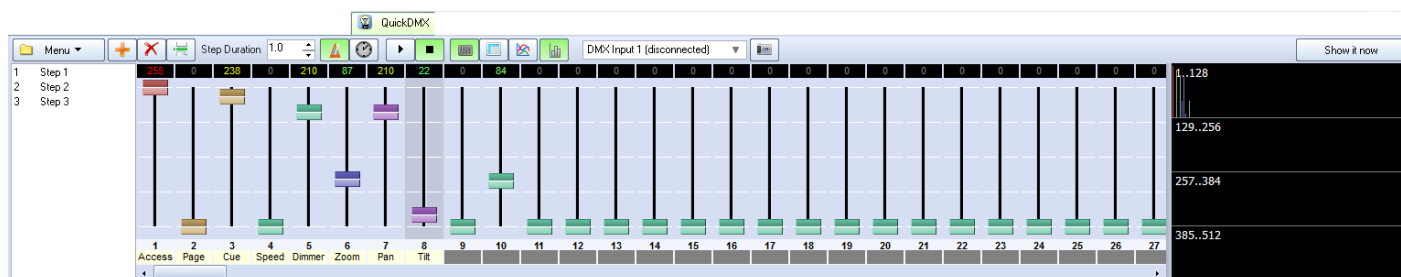 QuickDMX
Menu Step Duration 1.0 DMX Input 1 (disconnected) Show it now
1 Step 1
2 Step 2
3 Step 3
255 0 238 0 210 87 210 22 0 84 0 0 0 0 0 0 0 0 0 0 0 0 0 0 0 0 0
1 2 3 4 5 6 7 8 9 10 11 12 13 14 15 16 17 18 19 20 21 22 23 24 25 26 27
Access Page Cue Speed Dimmer Zoom Pan Tilt
1..128
129..256
257..384
385..512